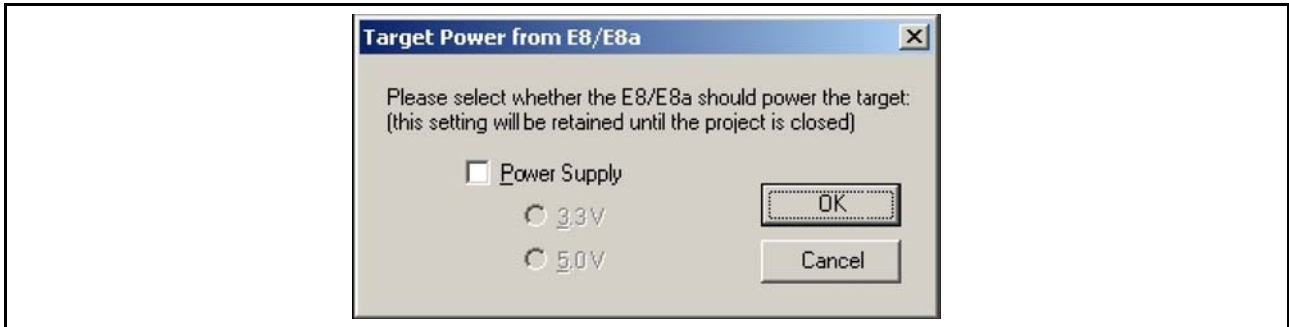 Target Power from E8/E8a
Please select whether the E8/E8a should power the target:
(this setting will be retained until the project is closed)
Power Supply
3.3V
5.0V
OK
Cancel